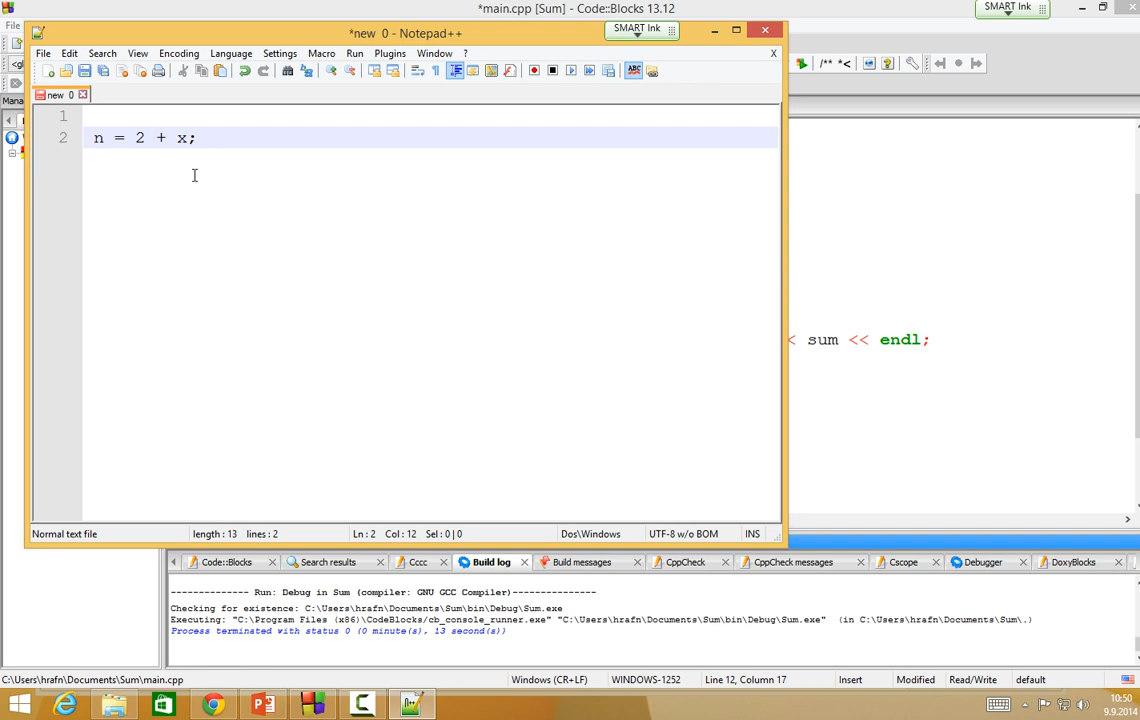 *main.cpp [Sum] - Code::Blocks 13.12
SMART Ink
File
*new 0 - Notepad++
SMART Ink
File Edit Search View Encoding Language Settings Macro Run Plugins Window ? X
/** *<
new 0
Mana
1
2 n = 2 + x;
< sum << endl;
Normal text file length : 13 lines : 2 Ln : 2 Col : 12 Sel : 0 | 0 Dos\Windows UTF-8 w/o BOM INS
Code::Blocks Search results Cccc Build log Build messages CppCheck CppCheck messages Cscope Debugger DoxyBlocks
-------------- Run: Debug in Sum (compiler: GNU GCC Compiler)---------------
Checking for existence: C:\Users\hrafn\Documents\Sum\bin\Debug\Sum.exe
Executing: "C:\Program Files (x86)\CodeBlocks/cb_console_runner.exe" "C:\Users\hrafn\Documents\Sum\bin\Debug\Sum.exe"  (in C:\Users\hrafn\Documents\Sum\.)
Process terminated with status 0 (0 minute(s), 13 second(s))
C:\Users\hrafn\Documents\Sum\main.cpp Windows (CR+LF) WINDOWS-1252 Line 12, Column 17 Insert Modified Read/Write default
10:50
9.9.2014